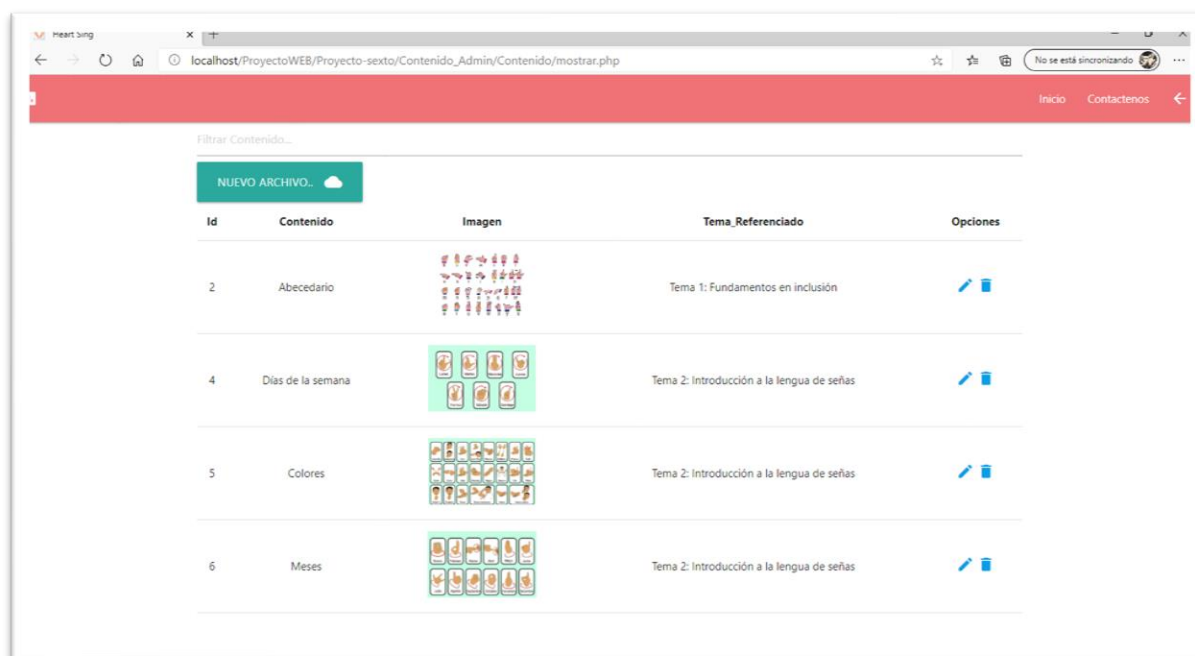 Heart Sing
localhost/ProyectoWEB/Proyecto-sexto/Contenido_Admin/Contenido/mostrar.php
No se está sincronizando
Inicio Contactenos
Filtrar Contenido...
NUEVO ARCHIVO..
Id Contenido Imagen Tema_Referenciado Opciones
2 Abecedario Tema 1: Fundamentos en inclusión
4 Días de la semana Tema 2: Introducción a la lengua de señas
5 Colores Tema 2: Introducción a la lengua de señas
6 Meses Tema 2: Introducción a la lengua de señas